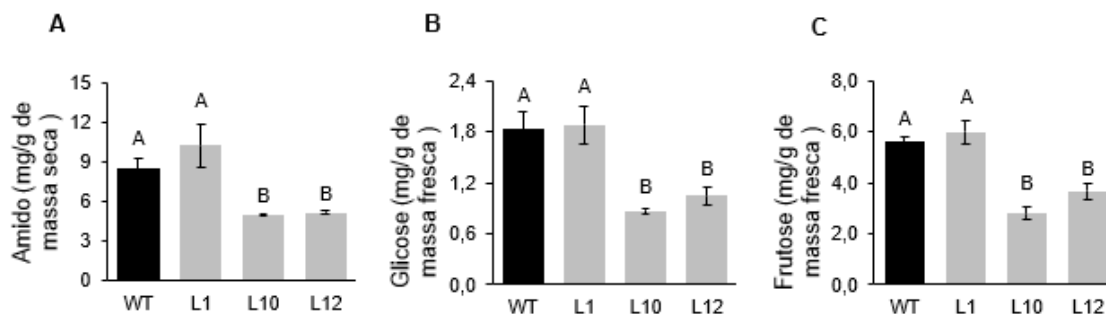 A
Amido (mg/g de
massa seca )
15
12
9
6
3
0
A
A
B
B
WT
L1
L10
L12
B
Glicose (mg/g de
massa fresca )
2,4
1,8
1,2
0,6
0,0
A
A
B
B
WT
L1
L10
L12
C
Frutose (mg/g de
massa fresca )
8,0
6,0
4,0
2,0
0,0
A
A
B
B
WT
L1
L10
L12